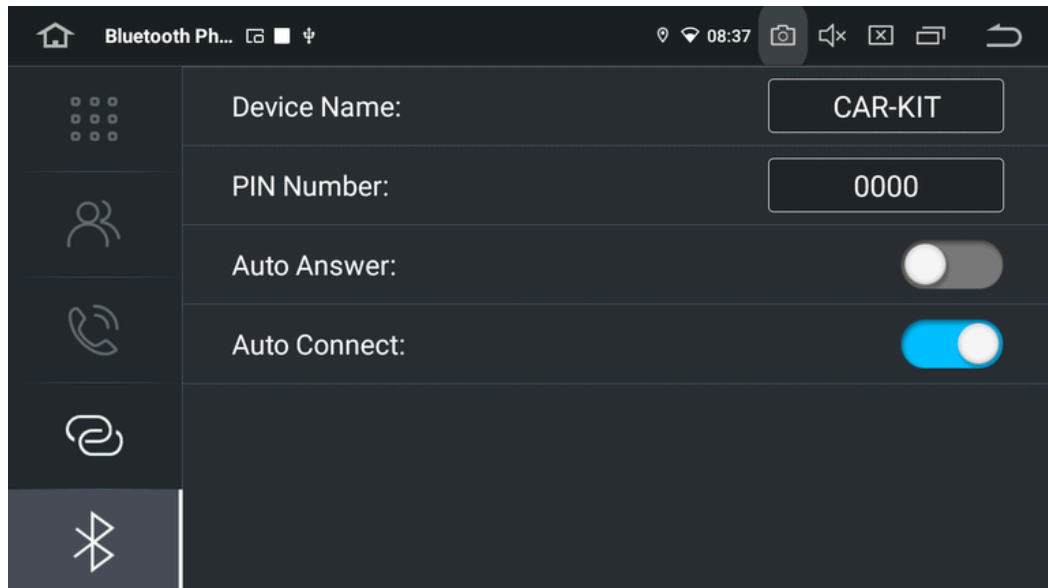 Bluetooth Ph... 08:37
Device Name: CAR-KIT
PIN Number: 0000
Auto Answer:
Auto Connect: